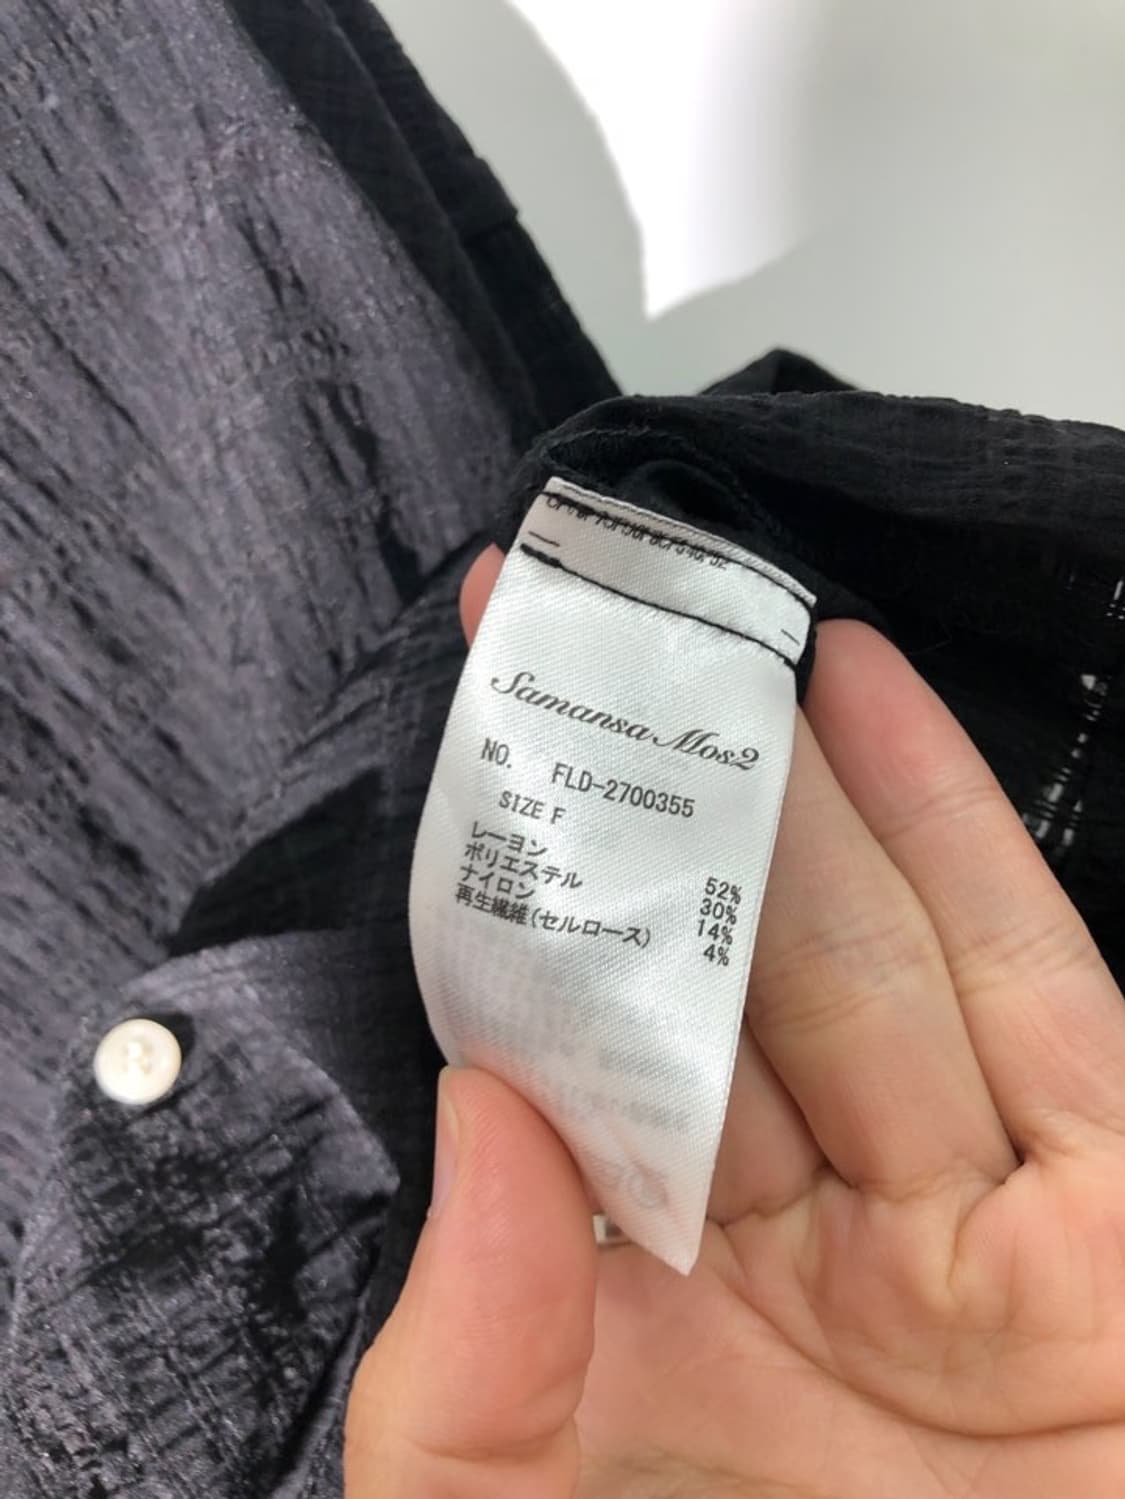 Samansa Mos2
NO. FLD-2700355
SIZE F
レーヨン 52%
ポリエステル 30%
ナイロン 14%
再生繊維(セルロース) 4%